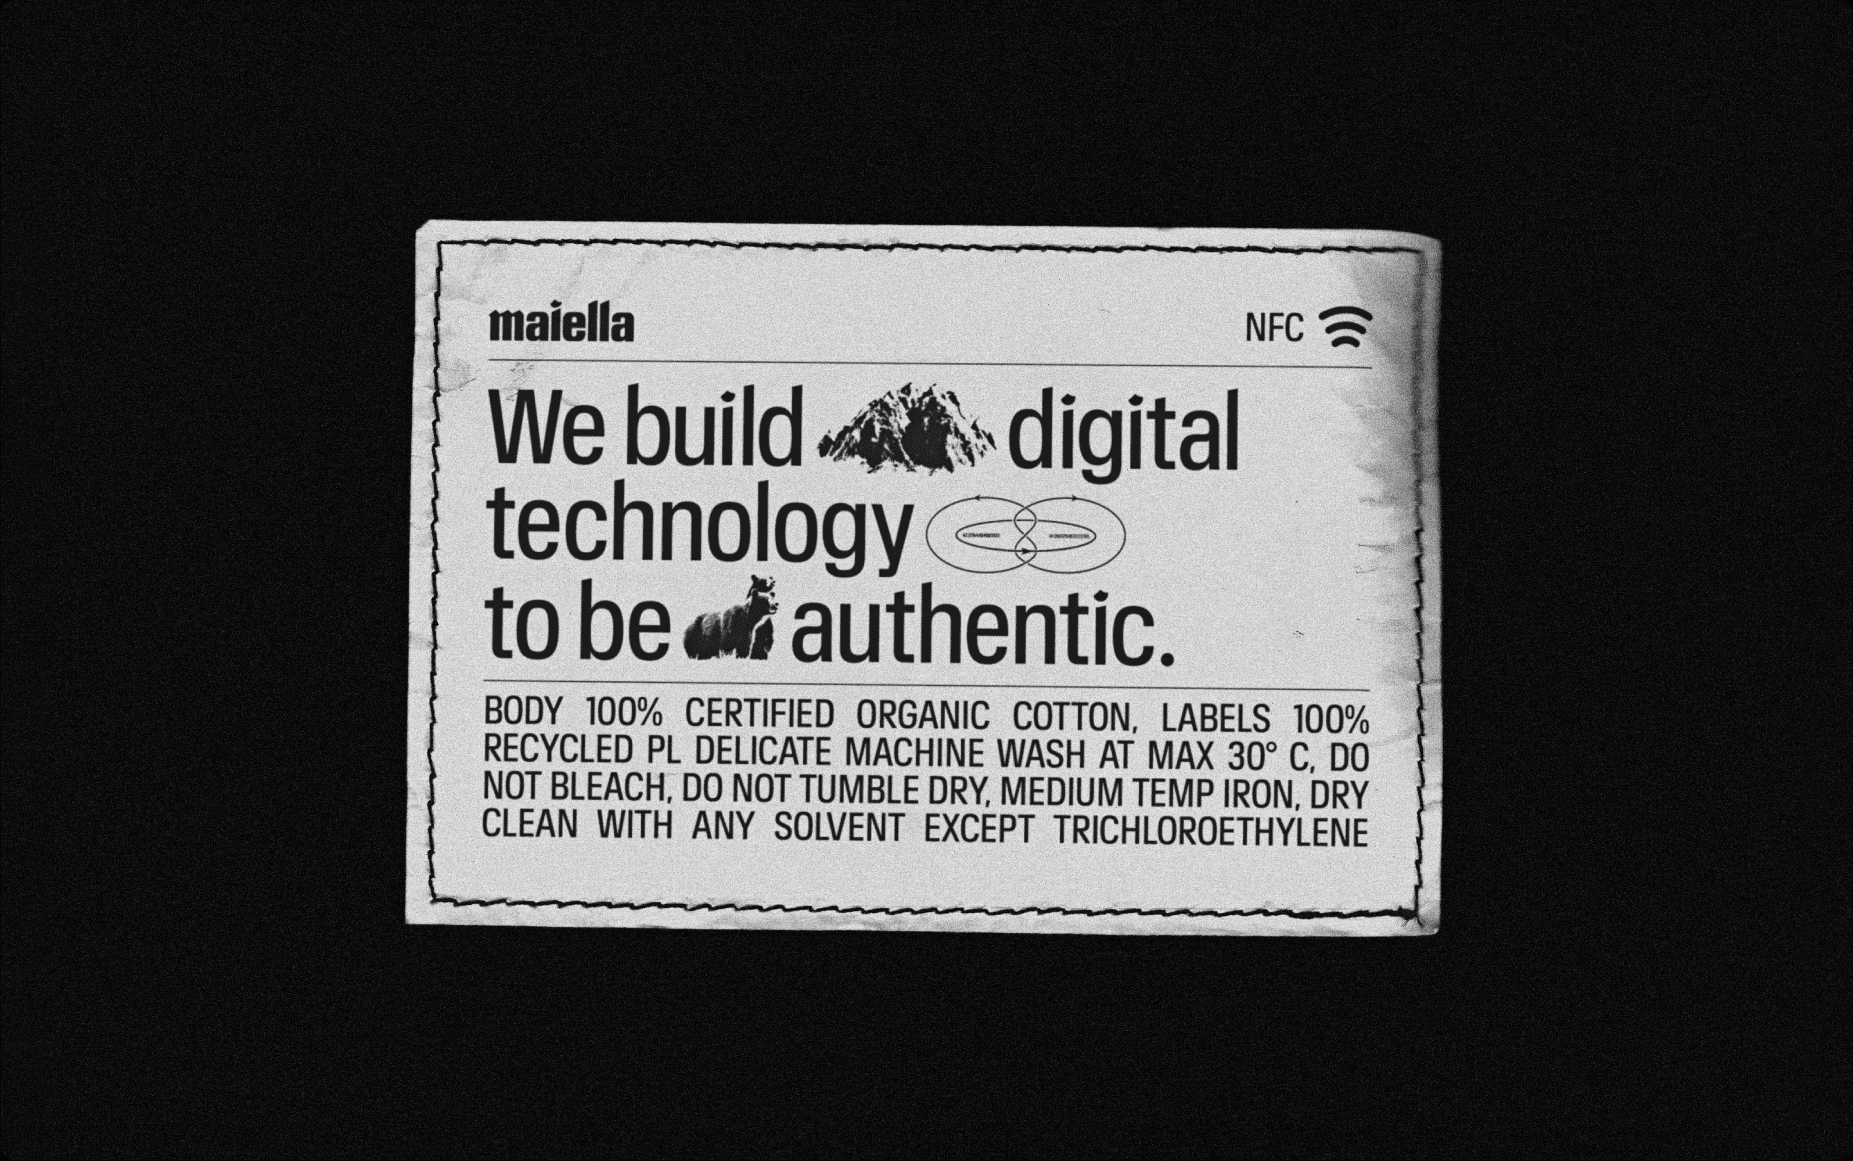 maiella
NFC
We build digital
technology
to be authentic.
BODY 100% CERTIFIED ORGANIC COTTON, LABELS 100%
RECYCLED PL DELICATE MACHINE WASH AT MAX 30° C, DO
NOT BLEACH, DO NOT TUMBLE DRY, MEDIUM TEMP IRON, DRY
CLEAN WITH ANY SOLVENT EXCEPT TRICHLOROETHYLENE